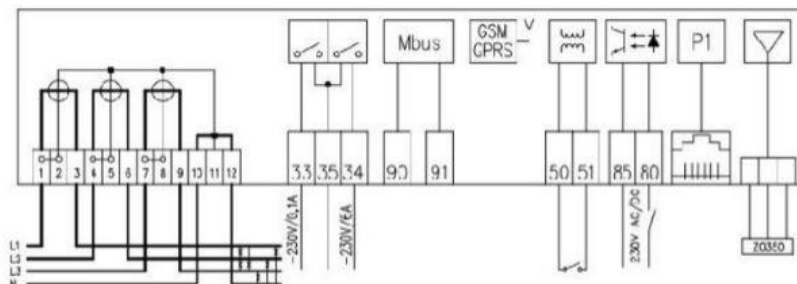 GSM
GPRS
V
Mbus
P1
33 35 34 90 91 50 51 85 80
1 2 3 4 5 6 7 8 9 10 11 12
~230V/0,1A
~230V/6A
230V AC/DC
L1
L2
L3
Z0350